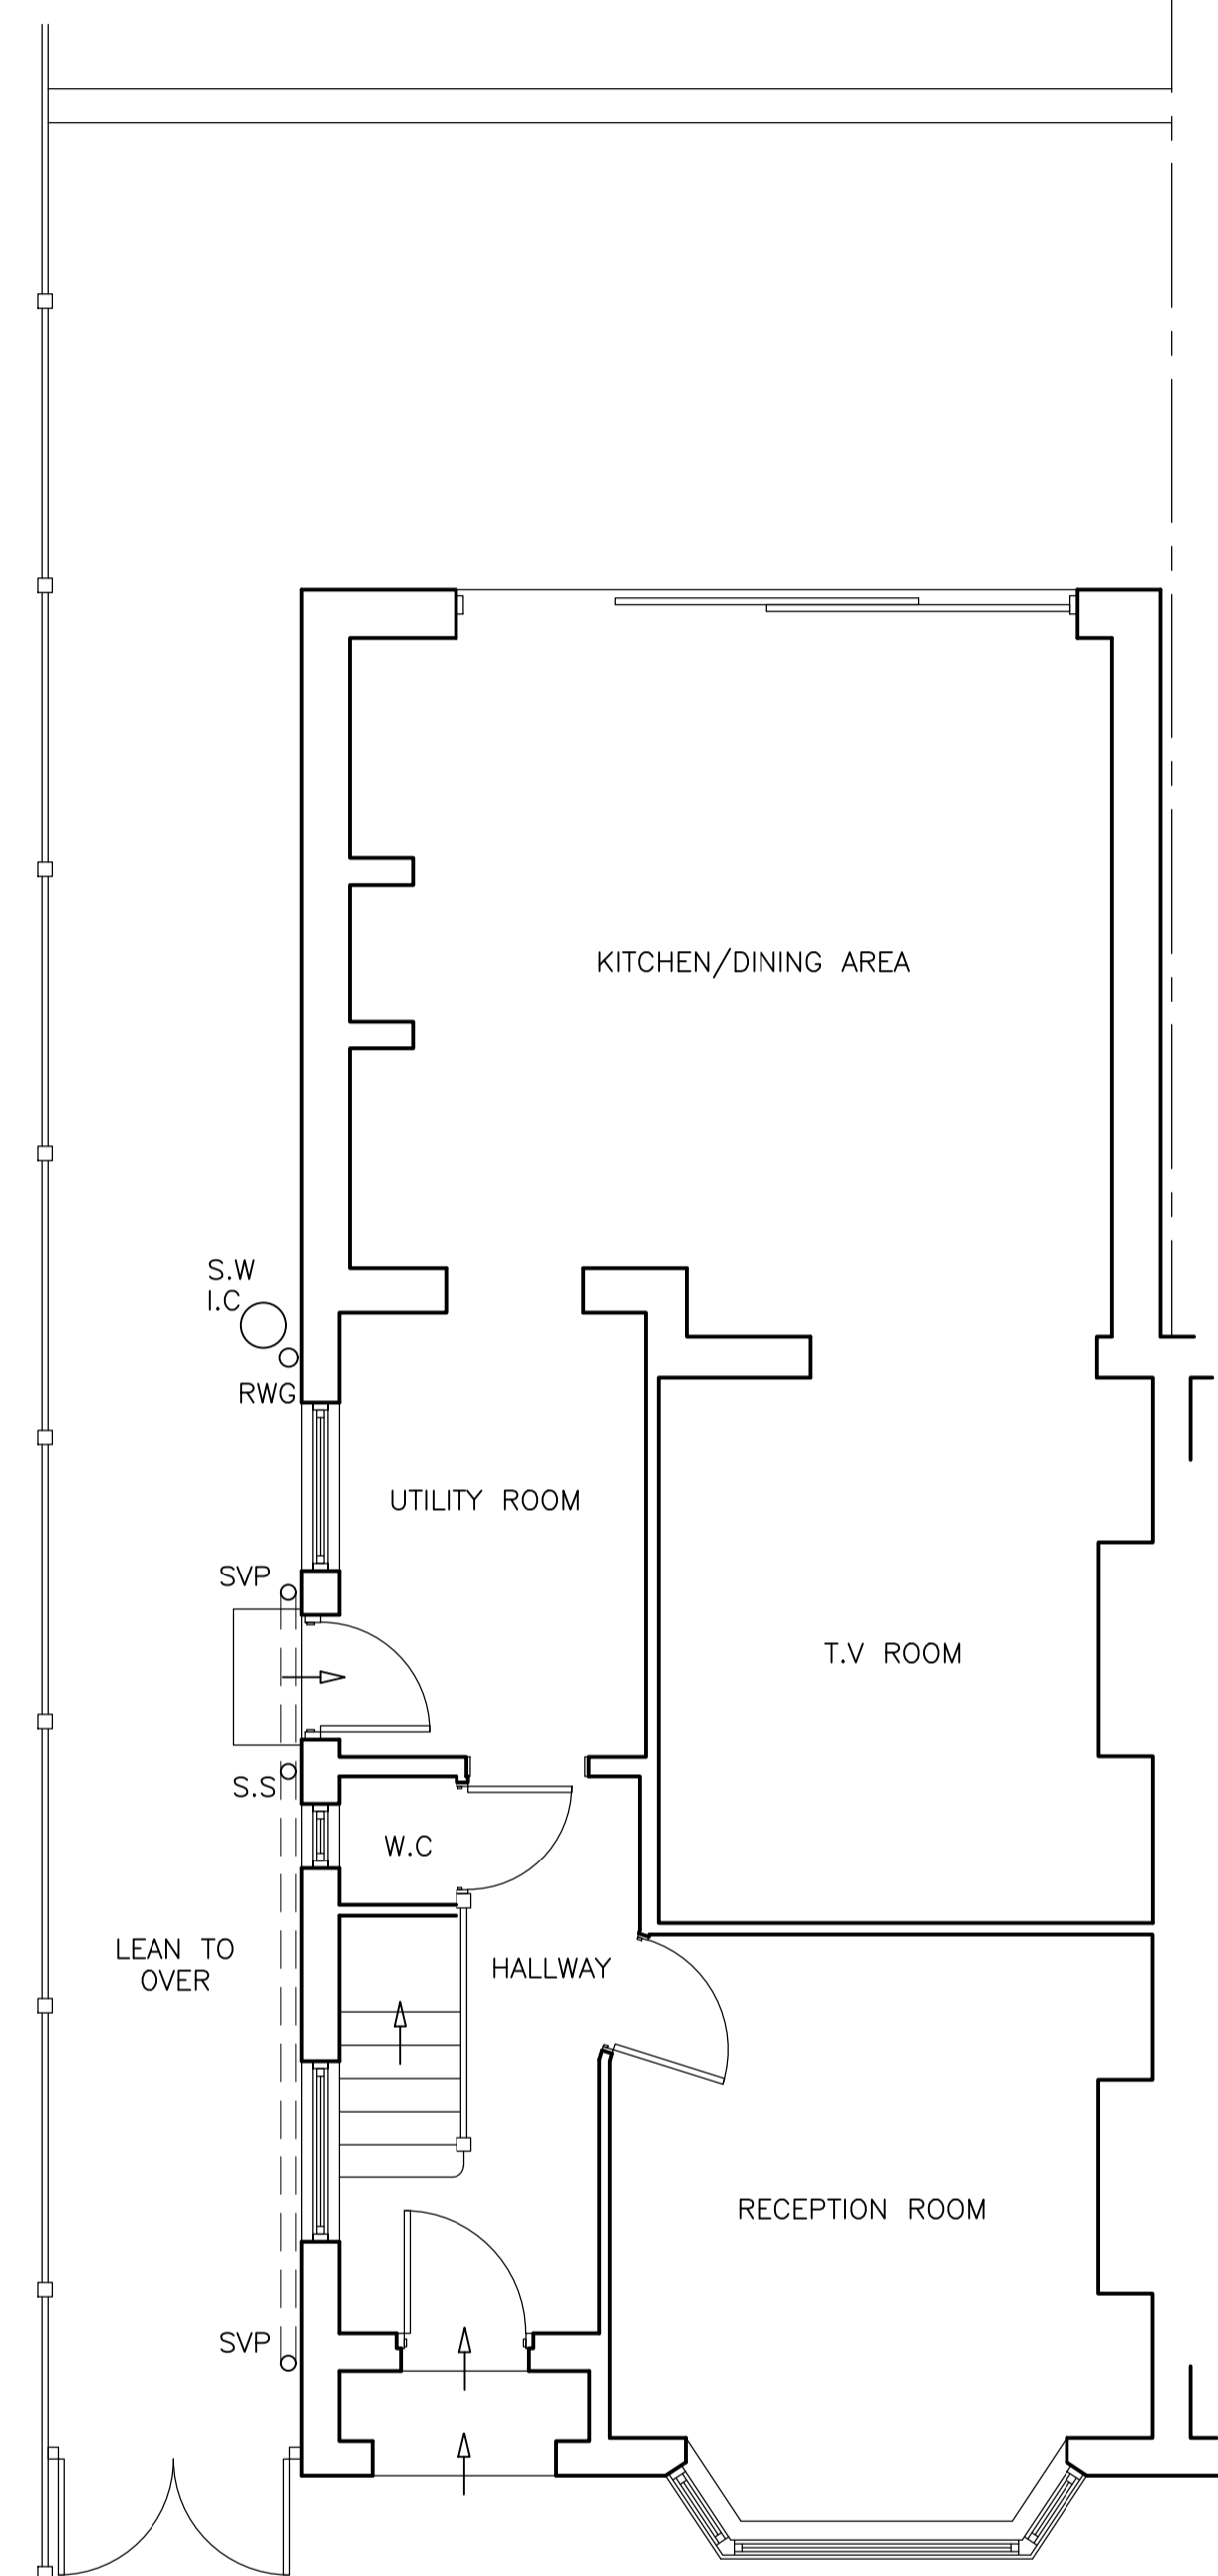 KITCHEN/DINING AREA
S.W
I.C
RWG
UTILITY ROOM
SVP
T.V ROOM
S.S
W.C
LEAN TO
OVER
HALLWAY
RECEPTION ROOM
SVP